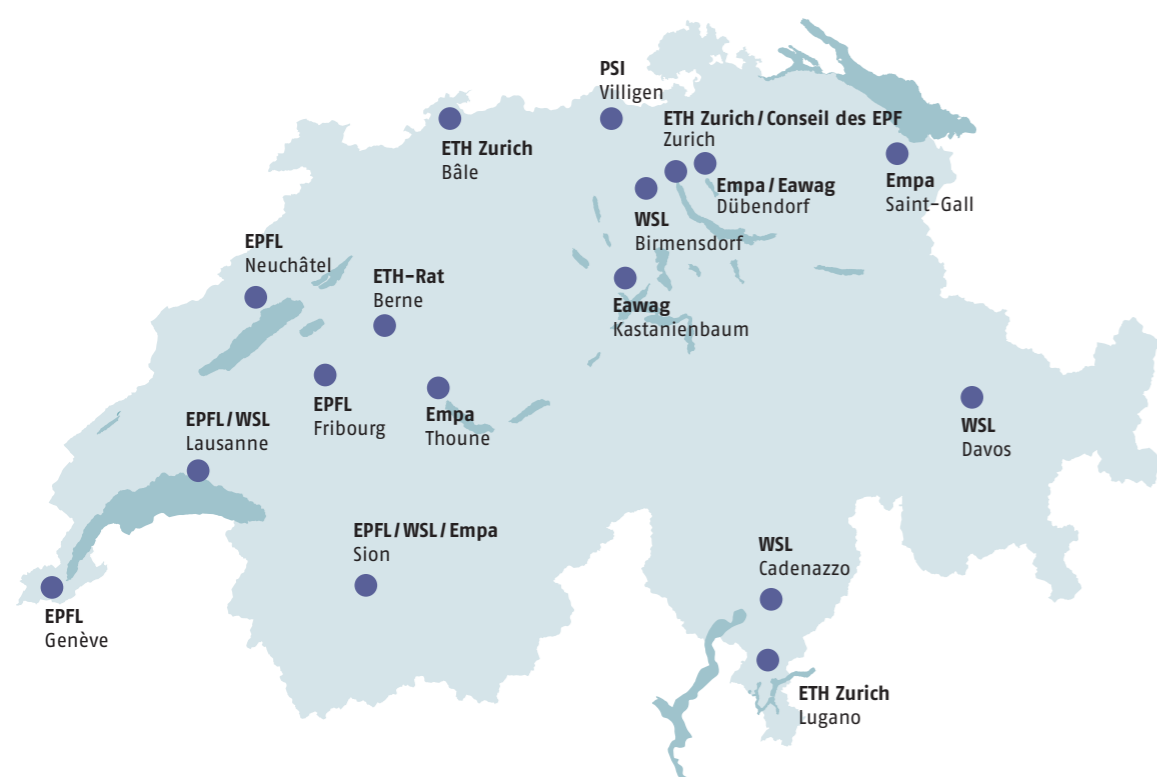 PSI
Villigen
ETH Zurich / Conseil des EPF
Zurich
ETH Zurich
Bâle
Empa / Eawag
Dübendorf
Empa
Saint-Gall
WSL
Birmensdorf
EPFL
Neuchâtel
ETH-Rat
Berne
Eawag
Kastanienbaum
EPFL
Fribourg
Empa
Thoune
EPFL / WSL
Lausanne
WSL
Davos
EPFL / WSL / Empa
Sion
WSL
Cadenazzo
EPFL
Genève
ETH Zurich
Lugano